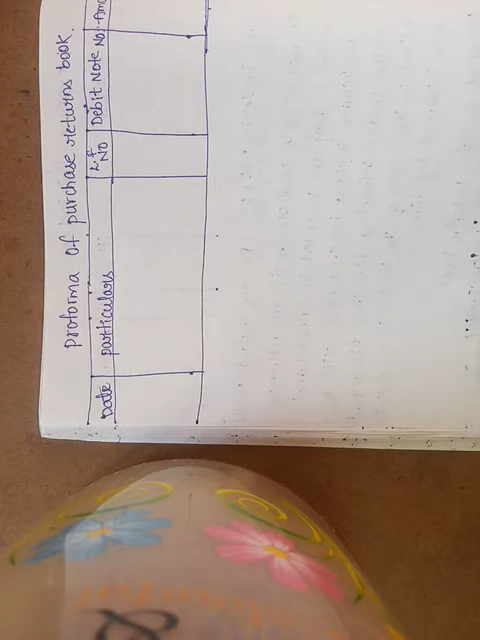 proforma of purchase returns book.
Date particulars L.f No Debit Note No.